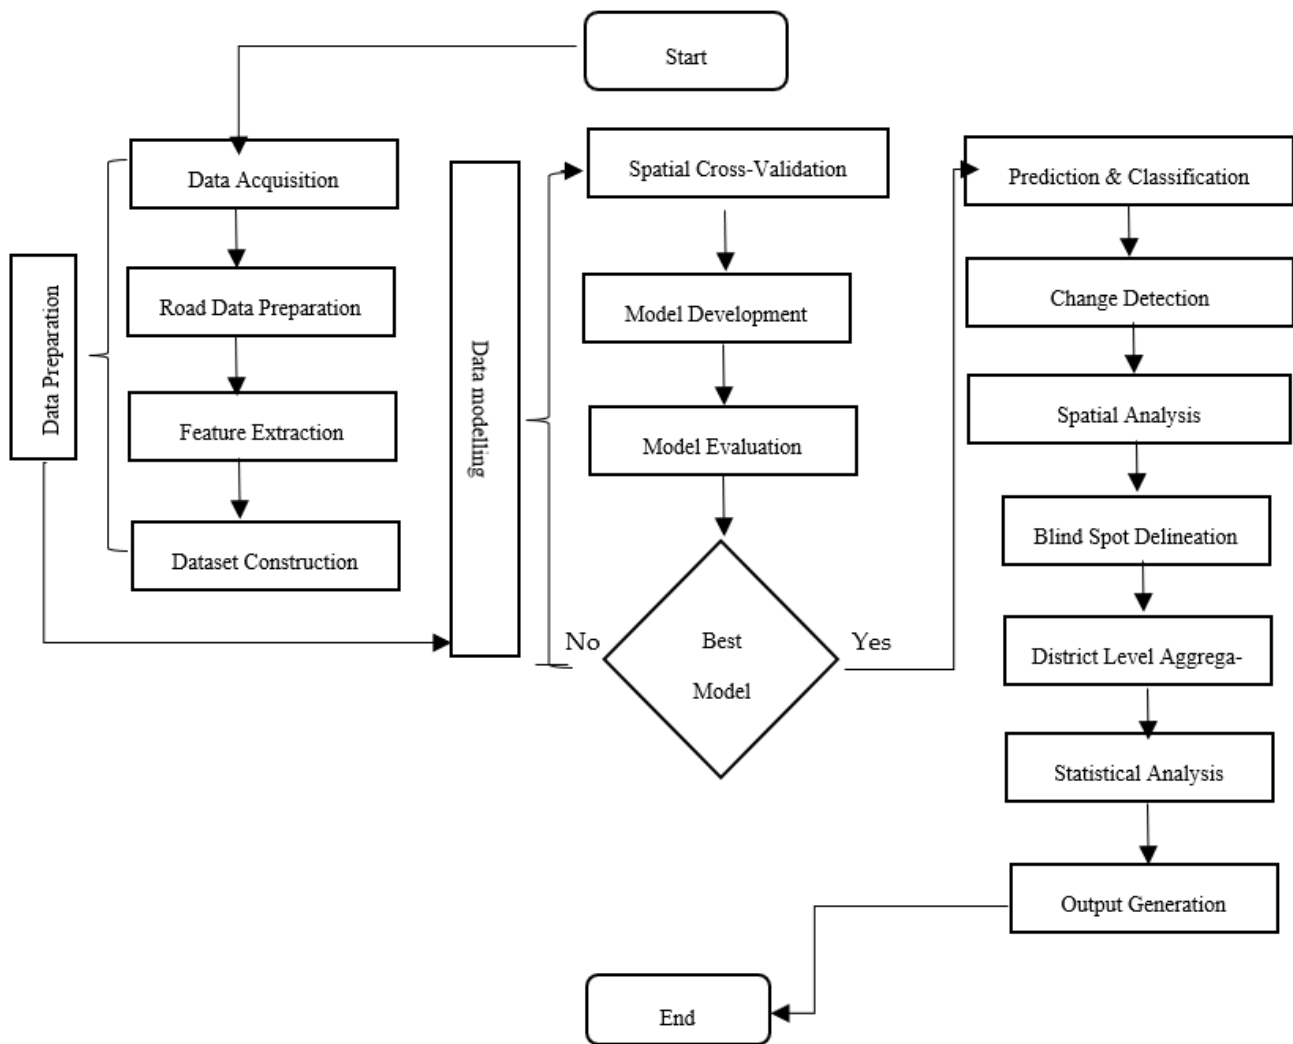 Start
Data Preparation
Data Acquisition
Road Data Preparation
Feature Extraction
Dataset Construction
Data modelling
Spatial Cross-Validation
Model Development
Model Evaluation
Best
Model
No
Yes
Prediction & Classification
Change Detection
Spatial Analysis
Blind Spot Delineation
District Level Aggrega-
Statistical Analysis
Output Generation
End